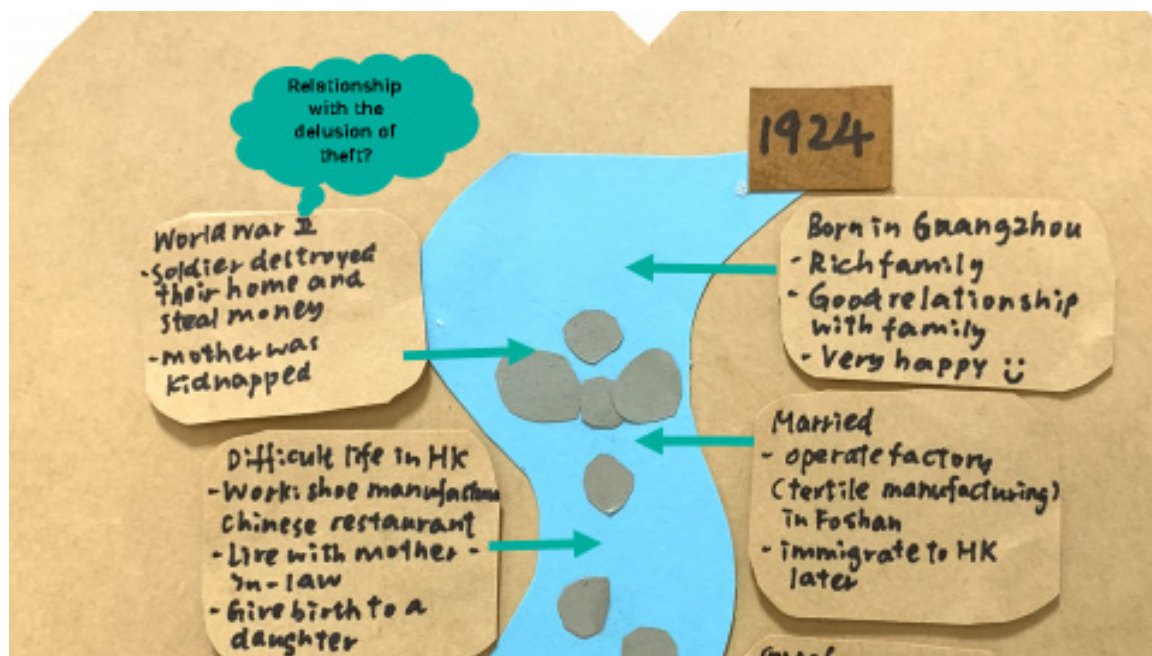 Relationship
with the
delusion of
theft?
1924
World War II
- Soldier destroyed
their home and
steal money
- mother was
kidnapped
Born in Guangzhou
- Rich family
- Good relationship
with family
- Very happy
Difficult life in HK
- Work: shoe manufacture
chinese restaurant
- Live with mother -
in-law
- Give birth to a
daughter
Married
- operate factory
(textile manufacturing)
in Foshan
- immigrate to HK
later